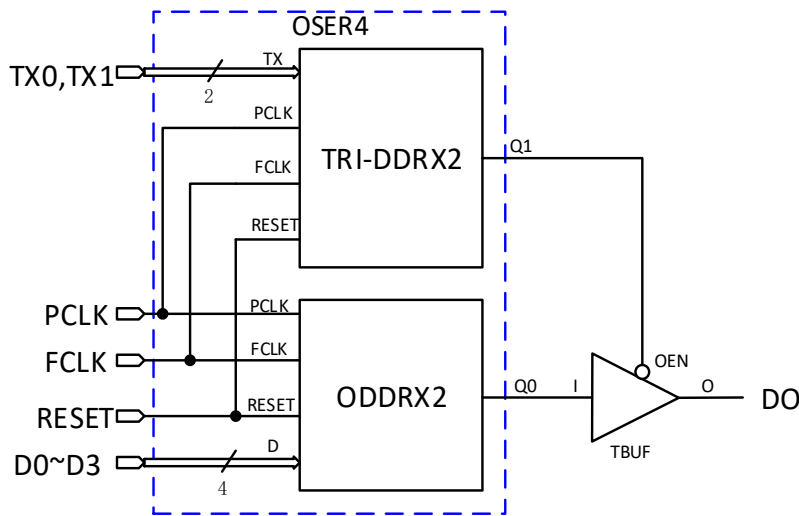 OSER4
TX0,TX1
2
TX
PCLK
FCLK
RESET
TRI-DDRX2
Q1
PCLK
FCLK
RESET
D0~D3
4
PCLK
FCLK
RESET
D
ODDRX2
Q0
I
OEN
O
DO
TBUF